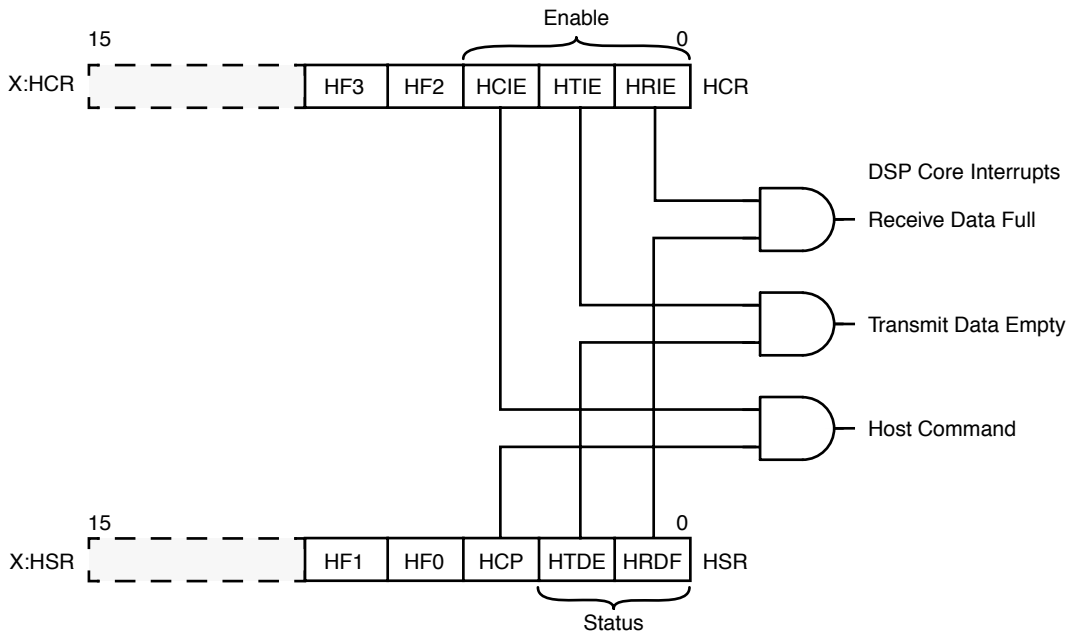 Enable
15 0
X:HCR HF3 HF2 HCIE HTIE HRIE HCR
DSP Core Interrupts
Receive Data Full
Transmit Data Empty
Host Command
15 0
X:HSR HF1 HF0 HCP HTDE HRDF HSR
Status